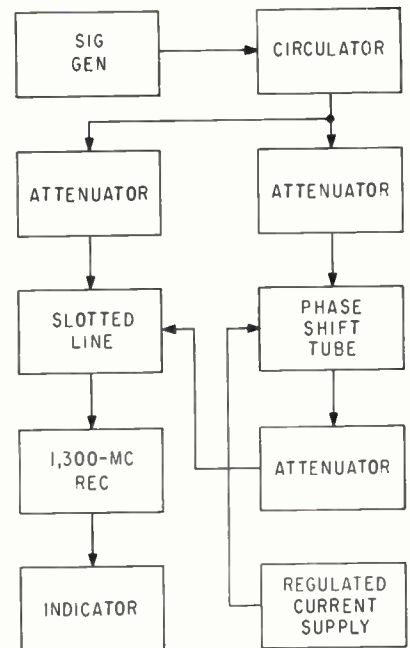 SIG
GEN
CIRCULATOR
ATTENUATOR
ATTENUATOR
SLOTTED
LINE
PHASE
SHIFT
TUBE
1,300-MC
REC
ATTENUATOR
INDICATOR
REGULATED
CURRENT
SUPPLY